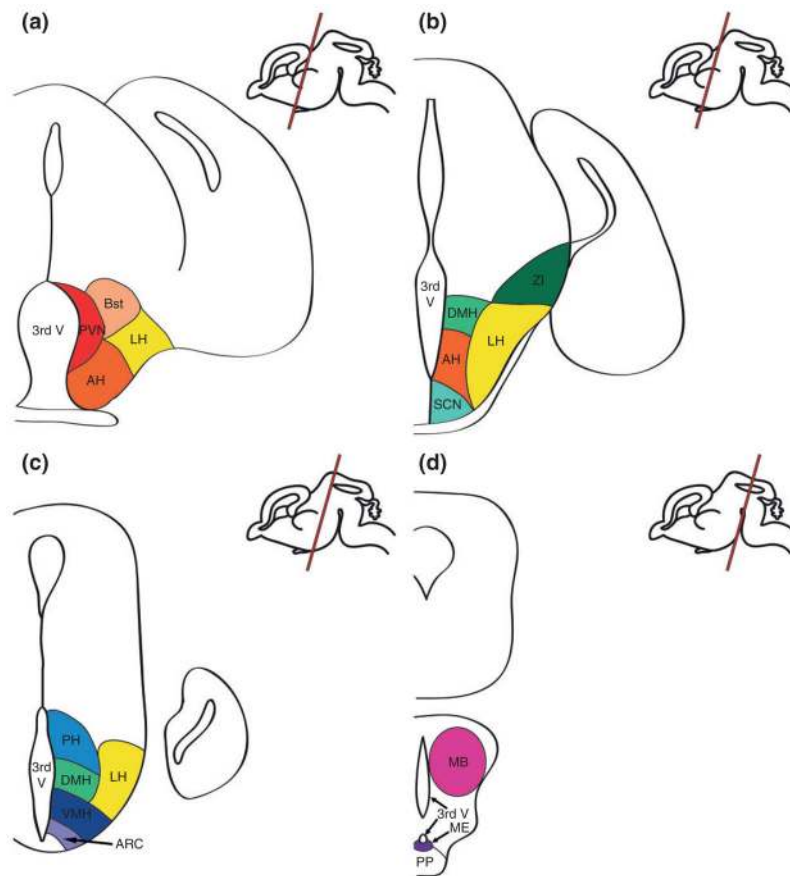 (a)
Bst
3rd V
PVN
LH
AH
(b)
ZI
3rd
V
DMH
LH
AH
SCN
(c)
PH
3rd
V
DMH
LH
VMH
ARC
(d)
MB
3rd V
ME
PP